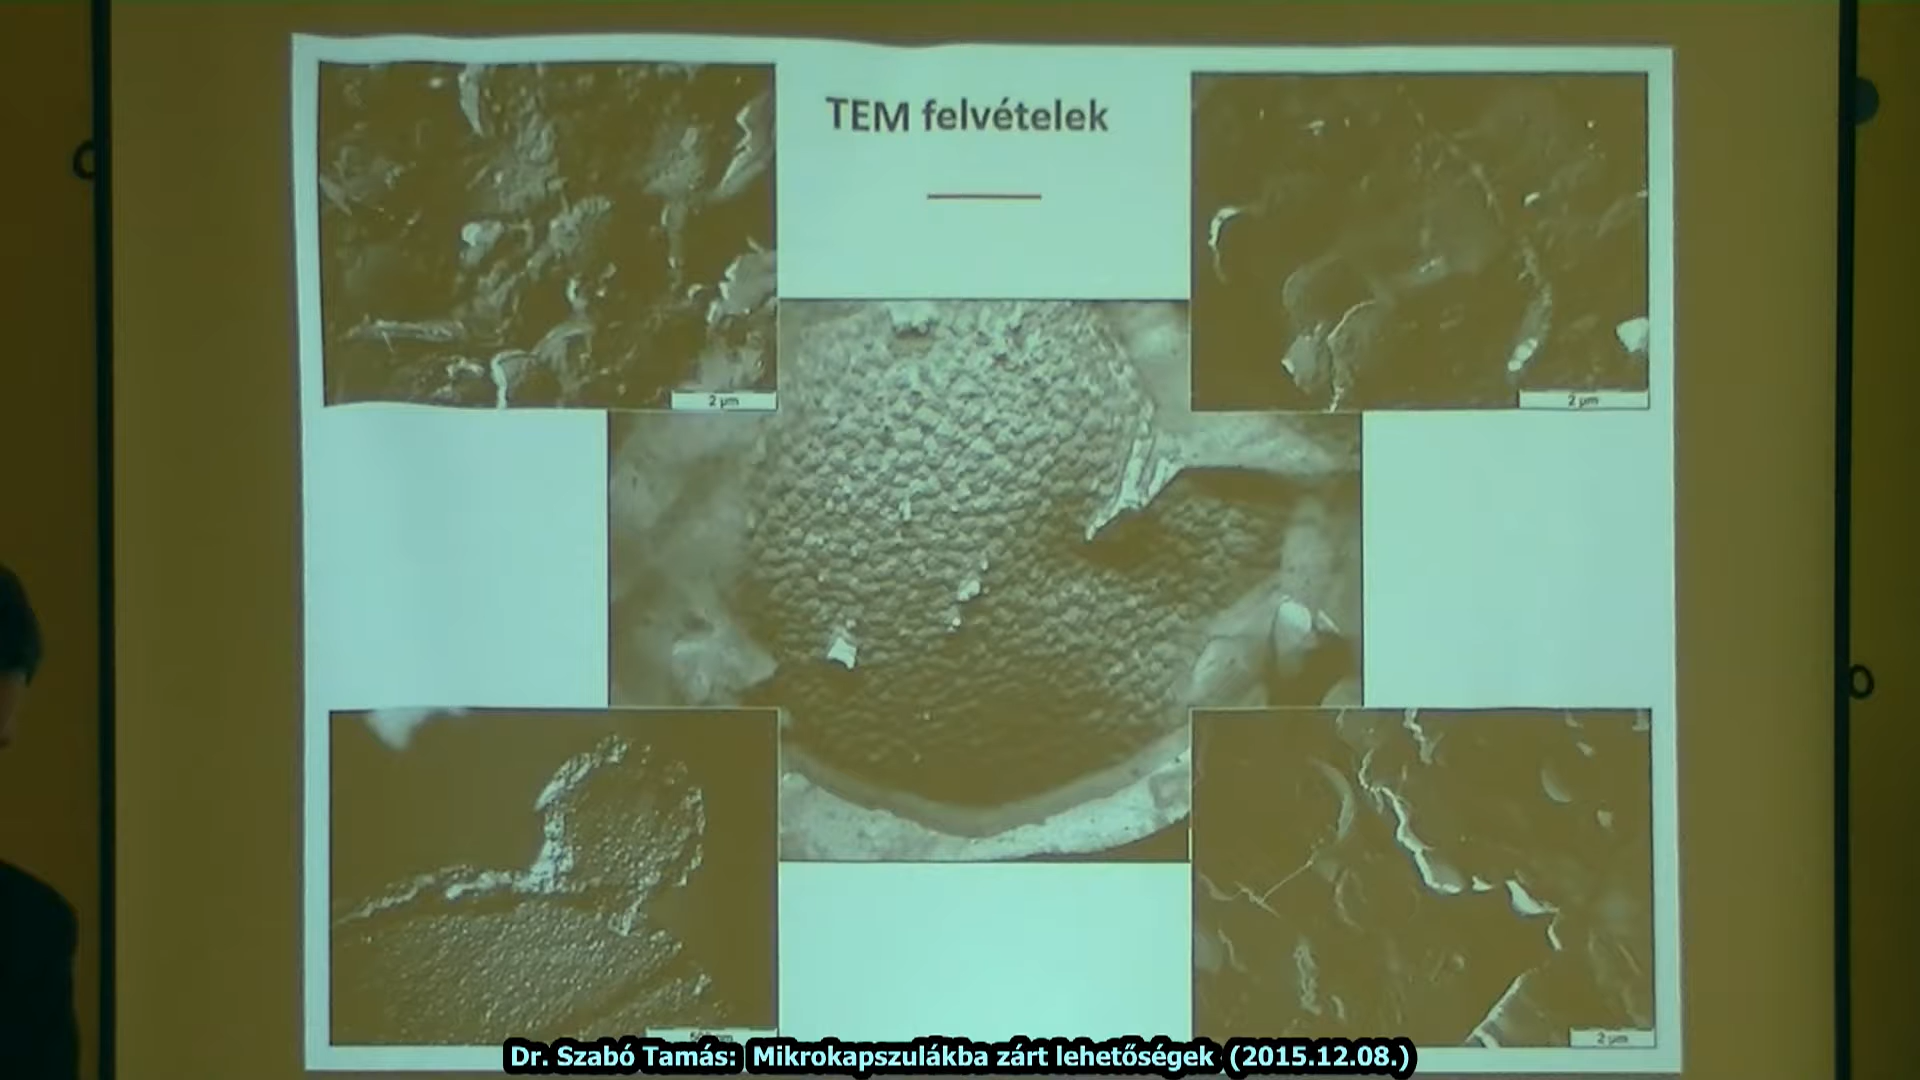 TEM felvételek
2 µm
2 µm
2 µm
Dr. Szabó Tamás: Mikrokapszulákba zárt lehetőségek (2015.12.08.)